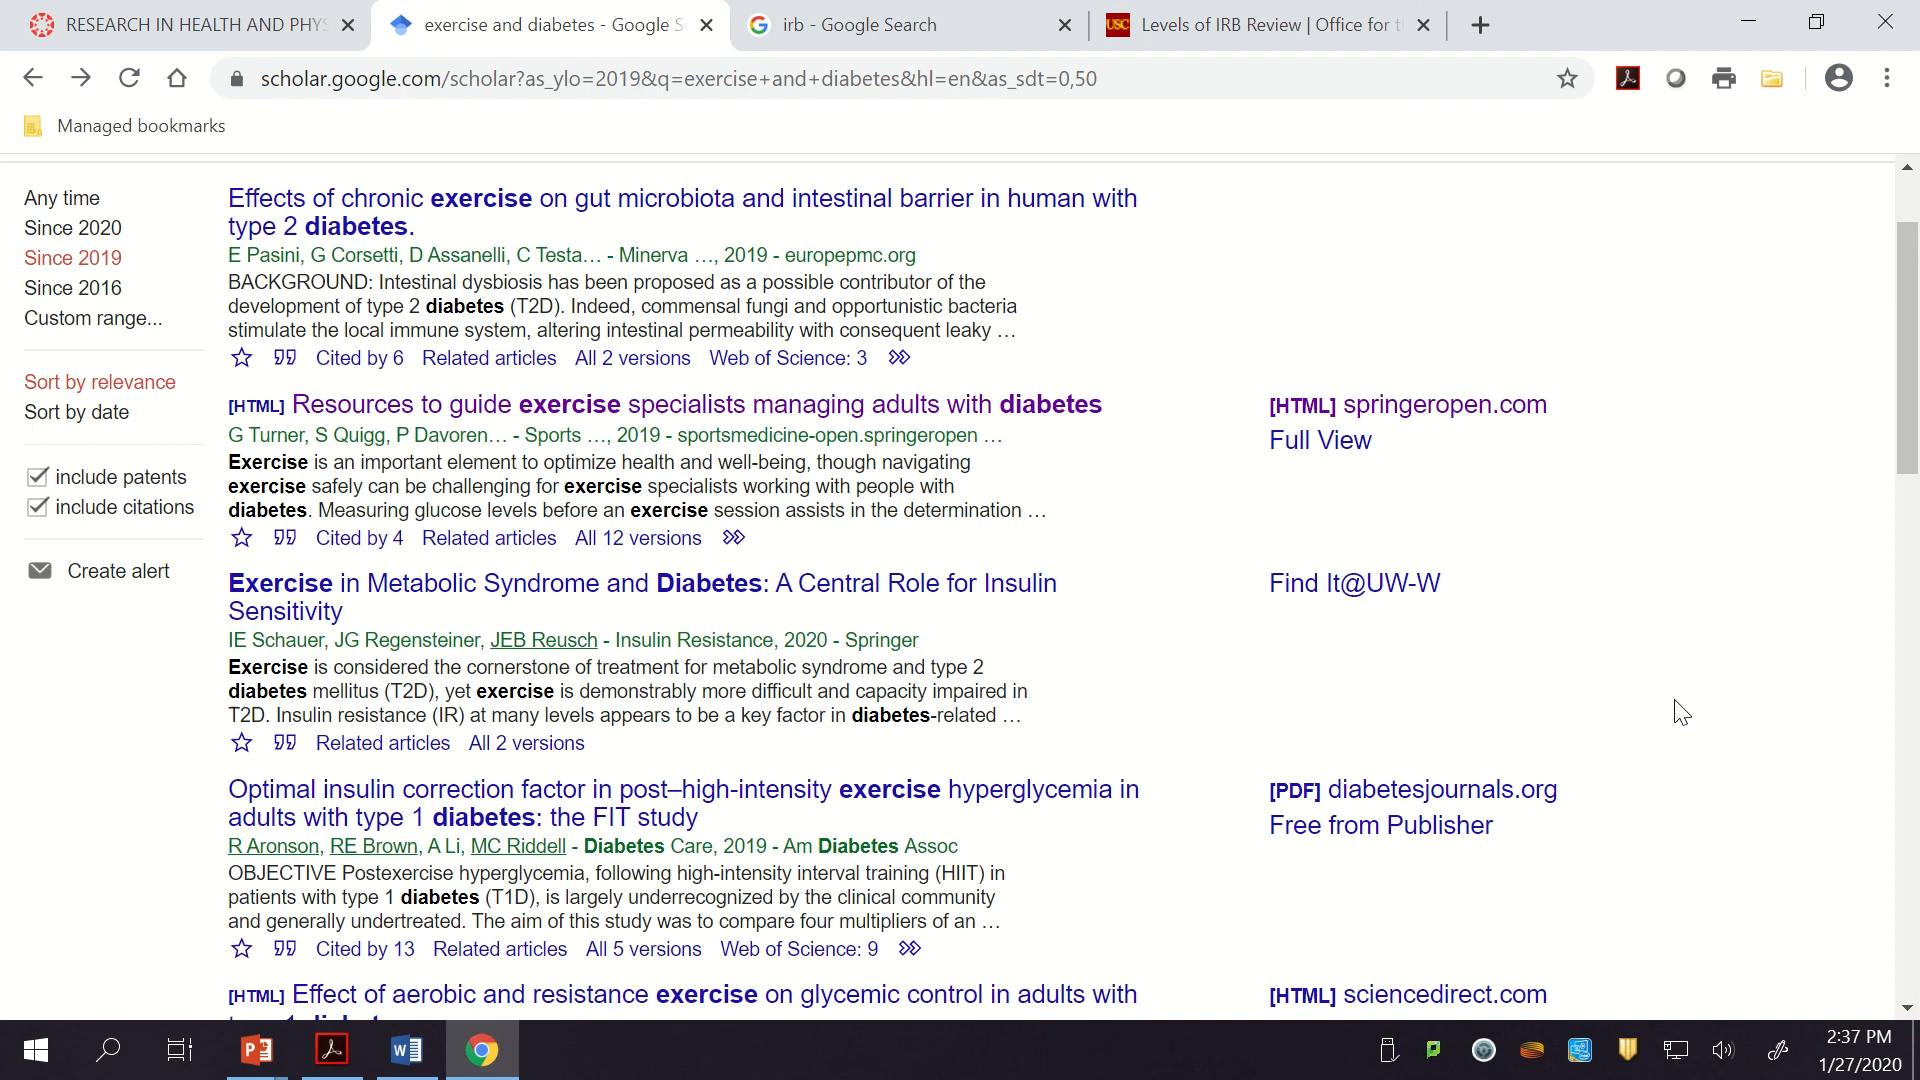 RESEARCH IN HEALTH AND PHYS
exercise and diabetes - Google S
irb - Google Search
Levels of IRB Review | Office for t
scholar.google.com/scholar?as_ylo=2019&q=exercise+and+diabetes&hl=en&as_sdt=0,50
Managed bookmarks
Any time
Since 2020
Since 2019
Since 2016
Custom range...
Sort by relevance
Sort by date
include patents
include citations
Create alert
Effects of chronic exercise on gut microbiota and intestinal barrier in human with
type 2 diabetes.
E Pasini, G Corsetti, D Assanelli, C Testa… - Minerva …, 2019 - europepmc.org
BACKGROUND: Intestinal dysbiosis has been proposed as a possible contributor of the
development of type 2 diabetes (T2D). Indeed, commensal fungi and opportunistic bacteria
stimulate the local immune system, altering intestinal permeability with consequent leaky …
Cited by 6 Related articles All 2 versions Web of Science: 3
[HTML] Resources to guide exercise specialists managing adults with diabetes
G Turner, S Quigg, P Davoren… - Sports …, 2019 - sportsmedicine-open.springeropen …
Exercise is an important element to optimize health and well-being, though navigating
exercise safely can be challenging for exercise specialists working with people with
diabetes. Measuring glucose levels before an exercise session assists in the determination …
Cited by 4 Related articles All 12 versions
[HTML] springeropen.com
Full View
Exercise in Metabolic Syndrome and Diabetes: A Central Role for Insulin
Sensitivity
IE Schauer, JG Regensteiner, JEB Reusch - Insulin Resistance, 2020 - Springer
Exercise is considered the cornerstone of treatment for metabolic syndrome and type 2
diabetes mellitus (T2D), yet exercise is demonstrably more difficult and capacity impaired in
T2D. Insulin resistance (IR) at many levels appears to be a key factor in diabetes-related …
Related articles All 2 versions
Find It@UW-W
Optimal insulin correction factor in post–high-intensity exercise hyperglycemia in
adults with type 1 diabetes: the FIT study
R Aronson, RE Brown, A Li, MC Riddell - Diabetes Care, 2019 - Am Diabetes Assoc
OBJECTIVE Postexercise hyperglycemia, following high-intensity interval training (HIIT) in
patients with type 1 diabetes (T1D), is largely underrecognized by the clinical community
and generally undertreated. The aim of this study was to compare four multipliers of an …
Cited by 13 Related articles All 5 versions Web of Science: 9
[PDF] diabetesjournals.org
Free from Publisher
[HTML] Effect of aerobic and resistance exercise on glycemic control in adults with
[HTML] sciencedirect.com
2:37 PM
1/27/2020